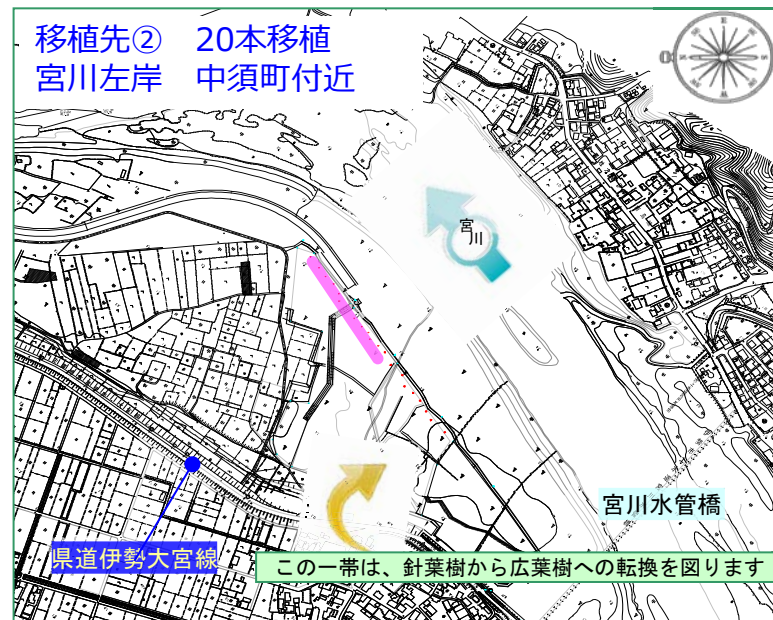 移植先② 20本移植
宮川左岸 中須町付近
宮
川
宮川水管橋
県道伊勢大宮線
この一帯は、針葉樹から広葉樹への転換を図ります